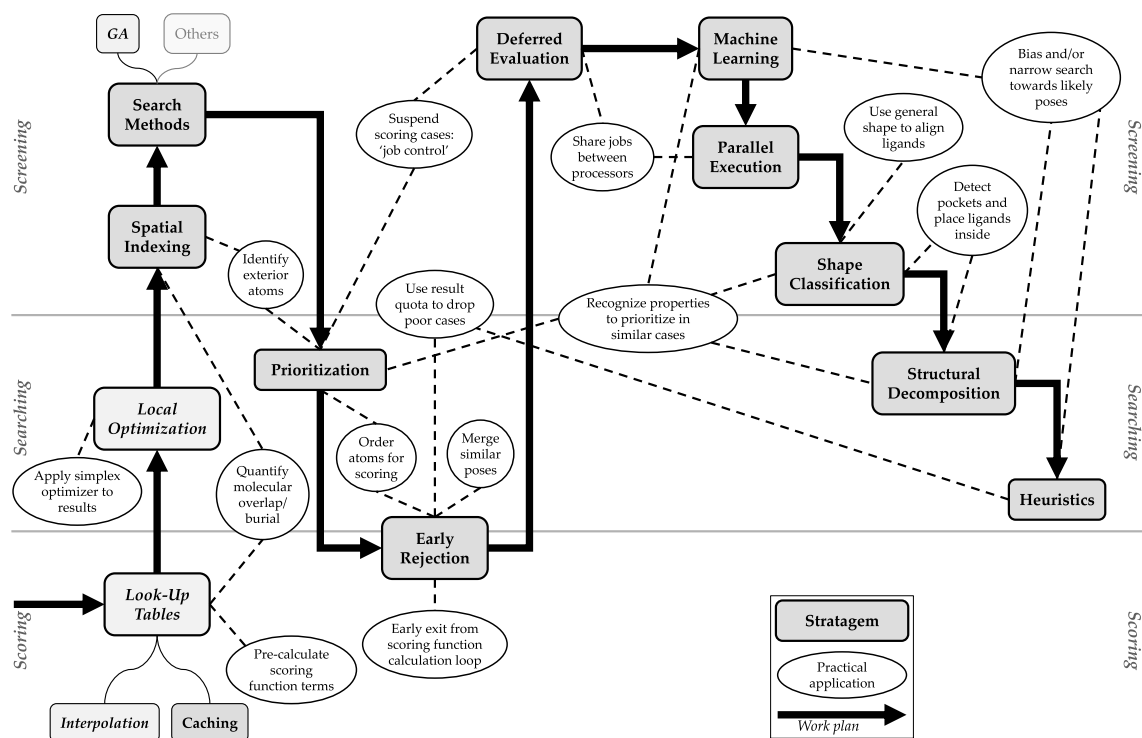 GA
Others
Search
Methods
Screening
Spatial
Indexing
Identify
exterior
atoms
Suspend
scoring cases:
‘job control’
Deferred
Evaluation
Machine
Learning
Share jobs
between
processors
Parallel
Execution
Use general
shape to align
ligands
Bias and/or
narrow search
towards likely
poses
Screening
Detect
pockets and
place ligands
inside
Shape
Classification
Use result
quota to drop
poor cases
Recognize properties
to prioritize in
similar cases
Prioritization
Searching
Local
Optimization
Apply simplex
optimizer to
results
Quantify
molecular
overlap/
burial
Order
atoms for
scoring
Merge
similar
poses
Structural
Decomposition
Searching
Heuristics
Early
Rejection
Look-Up
Tables
Scoring
Pre-calculate
scoring
function terms
Early exit from
scoring function
calculation loop
Interpolation
Caching
Stratagem
Practical
application
Work plan
Scoring